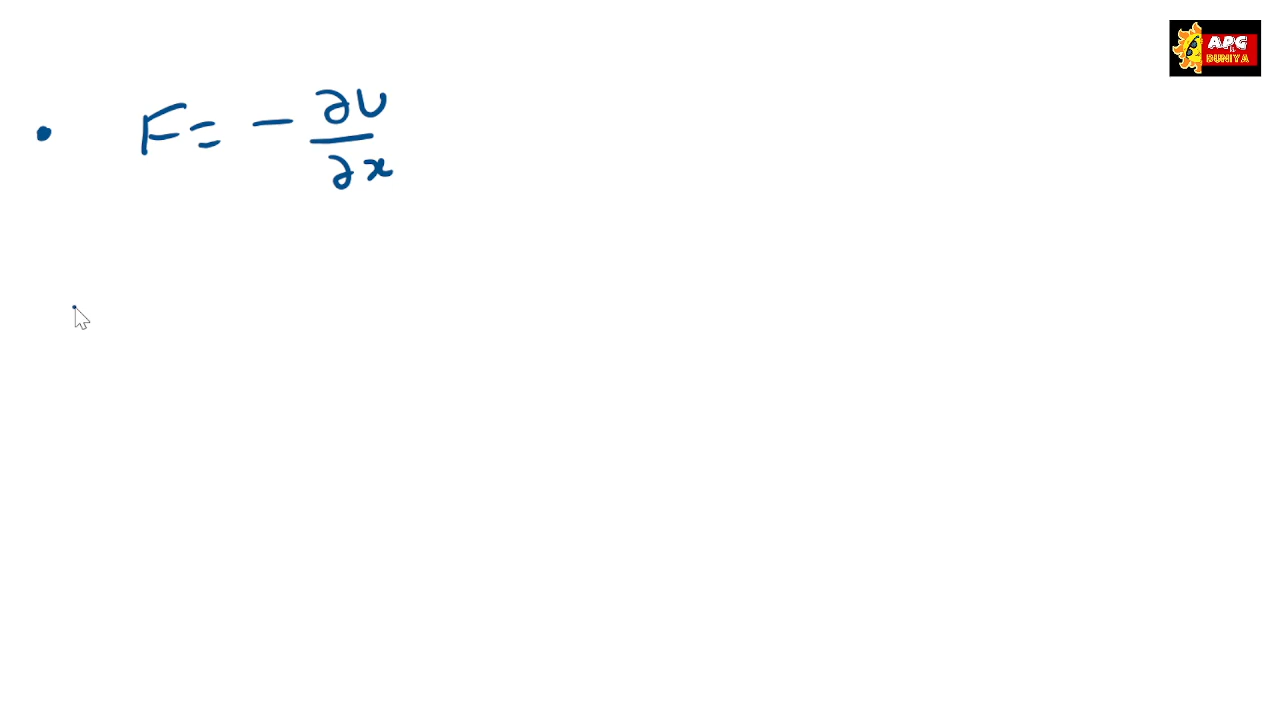 • F = - ∂U/∂x
APG
DUNIYA